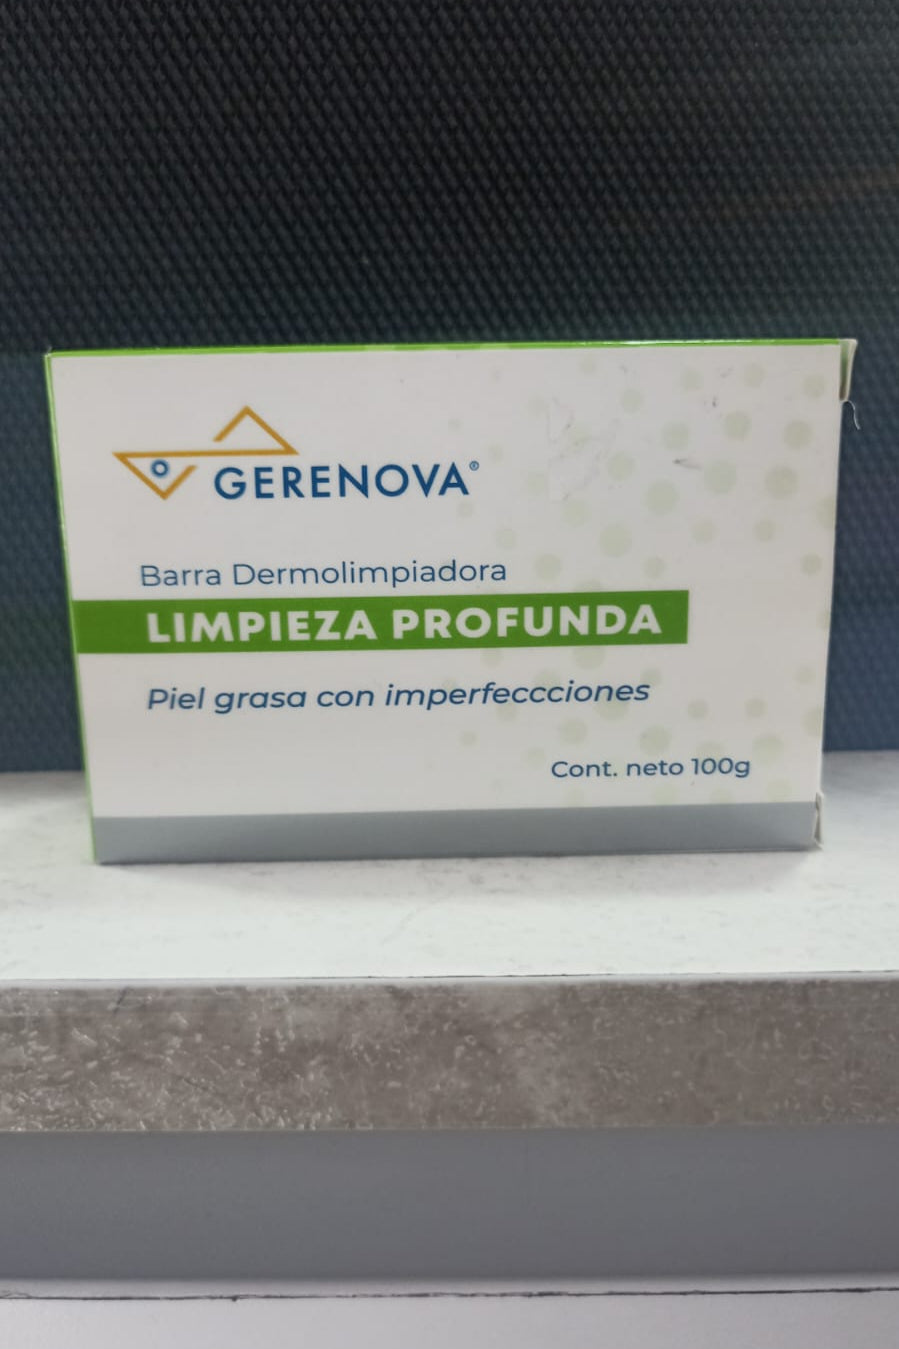 GERENOVA®
Barra Dermolimpiadora
LIMPIEZA PROFUNDA
Piel grasa con imperfeccciones
Cont. neto 100g